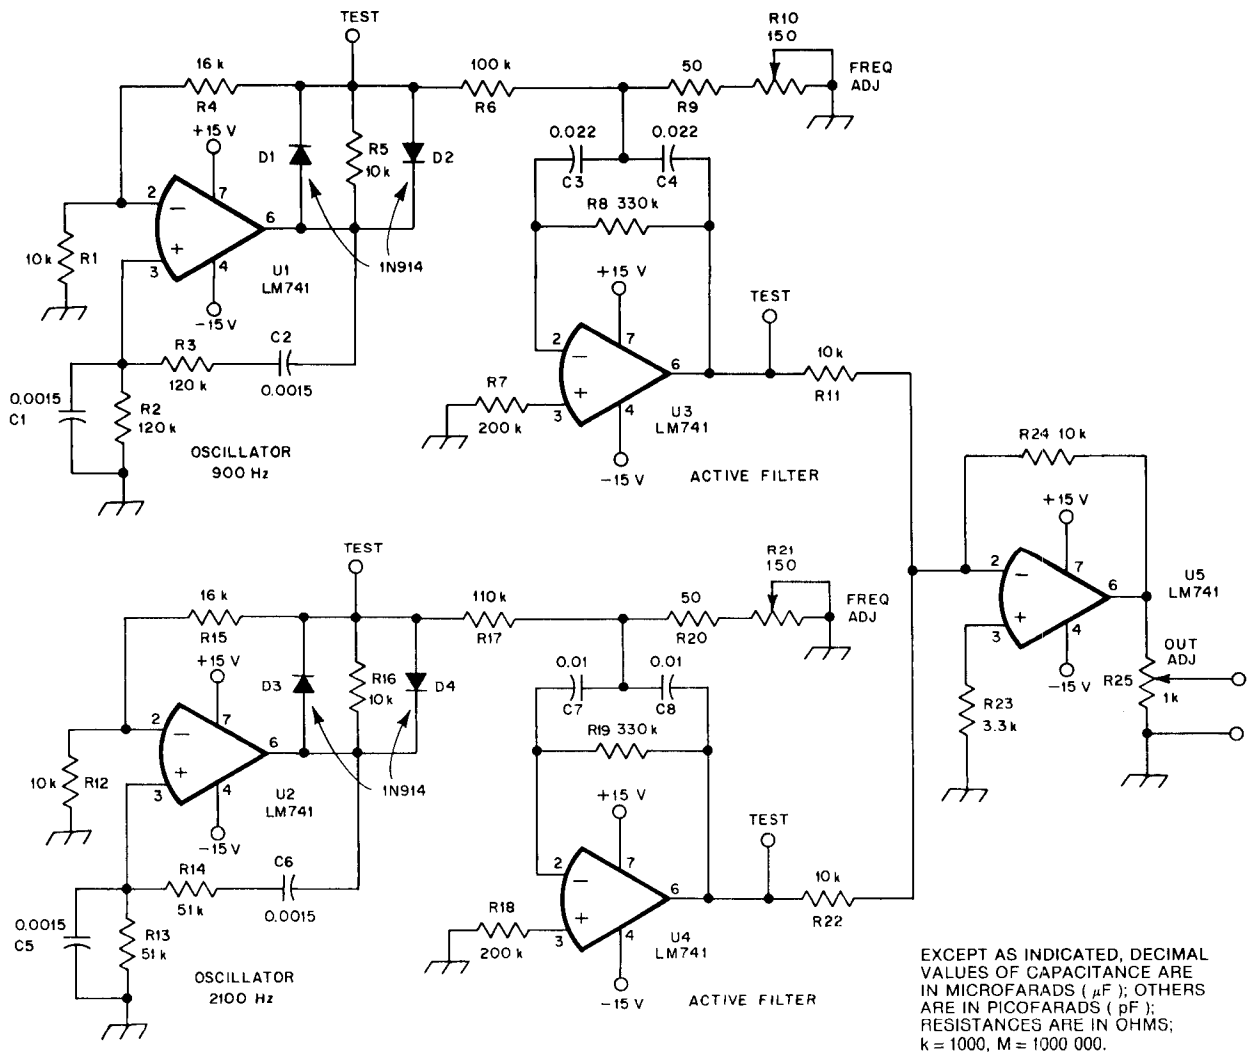 TEST
16 k
R4
100 k
R6
50
R9
R10
150
FREQ
ADJ
+15 V
D1
R5
10k
D2
0.022
0.022
C3
C4
2
7
6
3
4
10k
R1
U1
LM741
-15 V
1N914
R8 330 k
+15 V
TEST
R3
120 k
C2
0.0015
0.0015
C1
R2
120 k
OSCILLATOR
900 Hz
2
7
6
3
4
R7
200 k
U3
LM741
-15 V
10 k
R11
ACTIVE FILTER
R24 10 k
+15 V
2
7
6
3
4
U5
LM741
-15 V
OUT
ADJ
R25
1k
R23
3.3 k
TEST
16 k
R15
110 k
R17
50
R20
R21
150
FREQ
ADJ
+15 V
D3
R16
10k
D4
0.01
0.01
C7
C8
2
7
6
3
4
10k
R12
U2
LM741
-15 V
1N914
R19 330 k
+15 V
TEST
R14
51 k
C6
0.0015
0.0015
C5
R13
51k
OSCILLATOR
2100 Hz
2
7
6
3
4
R18
200 k
U4
LM741
-15 V
10 k
R22
ACTIVE FILTER
EXCEPT AS INDICATED, DECIMAL
VALUES OF CAPACITANCE ARE
IN MICROFARADS ( µF ); OTHERS
ARE IN PICOFARADS ( pF );
RESISTANCES ARE IN OHMS;
k = 1000, M = 1000 000.